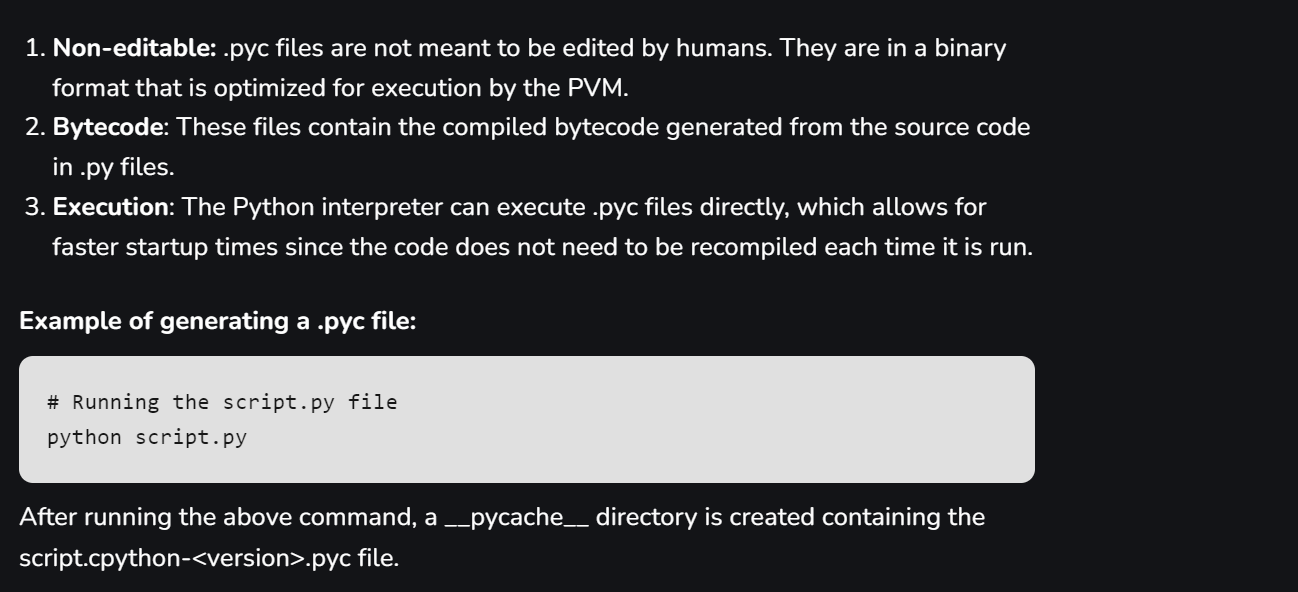 1. Non-editable: .pyc files are not meant to be edited by humans. They are in a binary
format that is optimized for execution by the PVM.
2. Bytecode: These files contain the compiled bytecode generated from the source code
in .py files.
3. Execution: The Python interpreter can execute .pyc files directly, which allows for
faster startup times since the code does not need to be recompiled each time it is run.
Example of generating a .pyc file:
# Running the script.py file
python script.py
After running the above command, a __pycache__ directory is created containing the
script.cpython-<version>.pyc file.